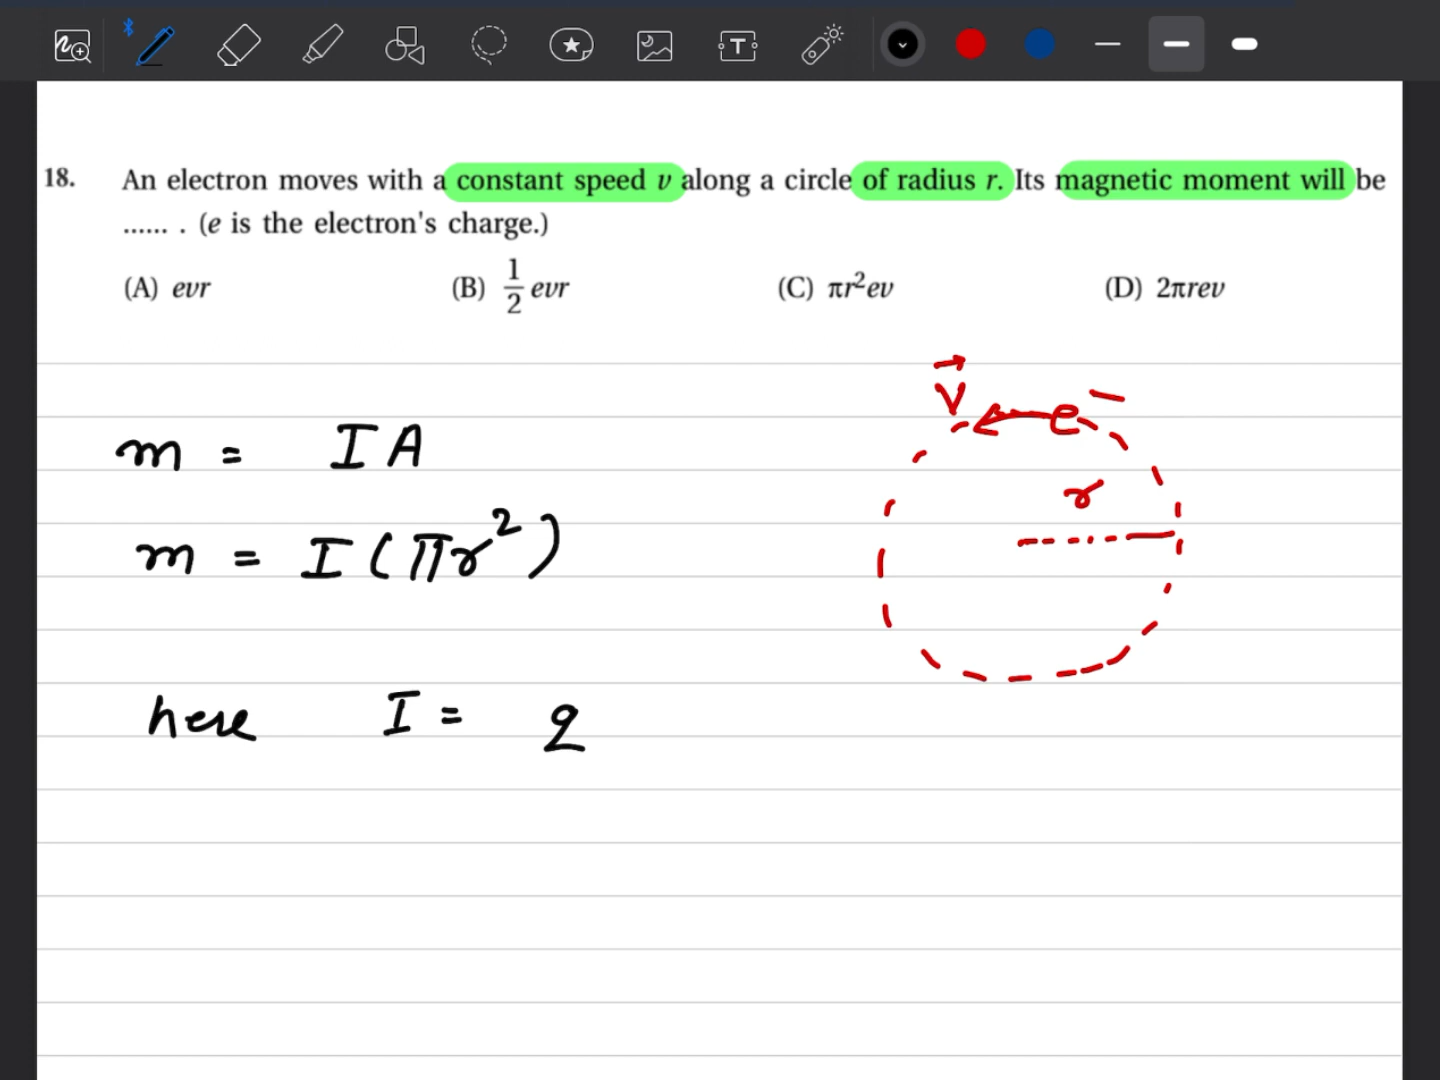 18. An electron moves with a constant speed v along a circle of radius r. Its magnetic moment will be
...... . (e is the electron's charge.)
(A) evr (B) 1/2 evr (C) πr²ev (D) 2πrev
m = IA
m = I(πr²)
here I = q
v⃗ e⁻
r
T